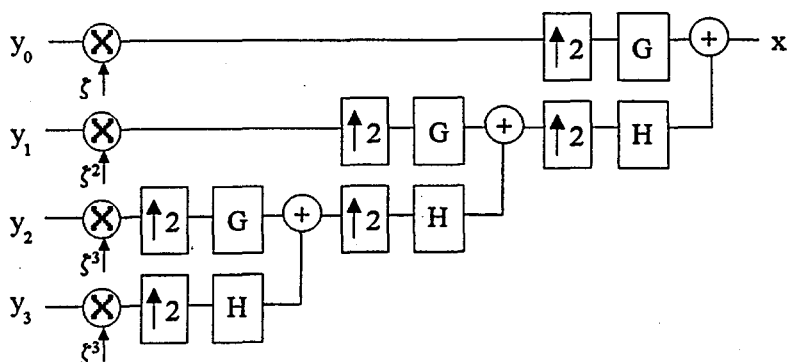 y₀ ↑2 G + x
ζ
y₁ ↑2 G + ↑2 H
ζ²
y₂ ↑2 G + ↑2 H
ζ³
y₃ ↑2 H
ζ³